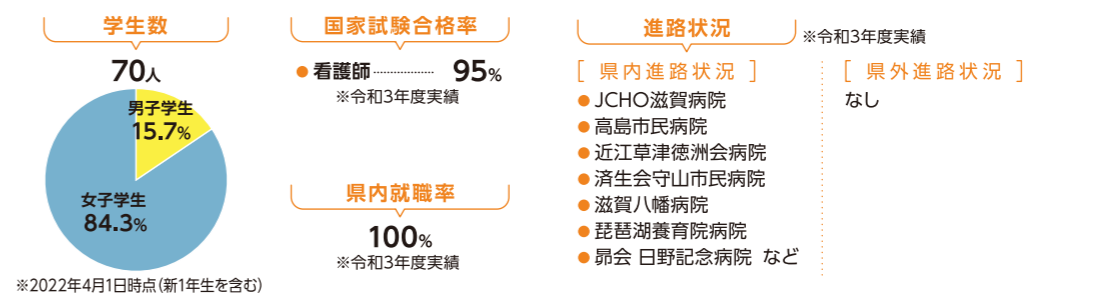 学生数
70人
男子学生
15.7%
女子学生
84.3%
※2022年4月1日時点(新1年生を含む)
国家試験合格率
● 看護師 ‥‥‥‥‥ 95%
※令和3年度実績
県内就職率
100%
※令和3年度実績
進路状況
※令和3年度実績
[ 県内進路状況 ]
● JCHO滋賀病院
● 高島市民病院
● 近江草津徳洲会病院
● 済生会守山市民病院
● 滋賀八幡病院
● 琵琶湖養育院病院
● 昴会 日野記念病院 など
[ 県外進路状況 ]
なし